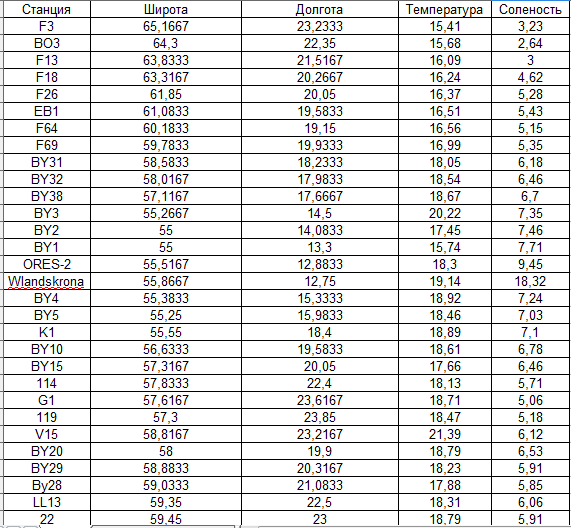 Станция Широта Долгота Температура Соленость
F3 65,1667 23,2333 15,41 3,23
BO3 64,3 22,35 15,68 2,64
F13 63,8333 21,5167 16,09 3
F18 63,3167 20,2667 16,24 4,62
F26 61,85 20,05 16,37 5,28
EB1 61,0833 19,5833 16,51 5,43
F64 60,1833 19,15 16,56 5,15
F69 59,7833 19,9333 16,99 5,35
BY31 58,5833 18,2333 18,05 6,18
BY32 58,0167 17,9833 18,54 6,46
BY38 57,1167 17,6667 18,67 6,7
BY3 55,2667 14,5 20,22 7,35
BY2 55 14,0833 17,45 7,46
BY1 55 13,3 15,74 7,71
ORES-2 55,5167 12,8833 18,3 9,45
Wlandskrona 55,8667 12,75 19,14 18,32
BY4 55,3833 15,3333 18,92 7,24
BY5 55,25 15,9833 18,46 7,03
K1 55,55 18,4 18,89 7,1
BY10 56,6333 19,5833 18,61 6,78
BY15 57,3167 20,05 17,66 6,46
114 57,8333 22,4 18,13 5,71
G1 57,6167 23,6167 18,71 5,06
119 57,3 23,85 18,47 5,18
V15 58,8167 23,2167 21,39 6,12
BY20 58 19,9 18,79 6,53
BY29 58,8833 20,3167 18,23 5,91
By28 59,0333 21,0833 17,88 5,85
LL13 59,35 22,5 18,31 6,06
22 59,45 23 18,79 5,91